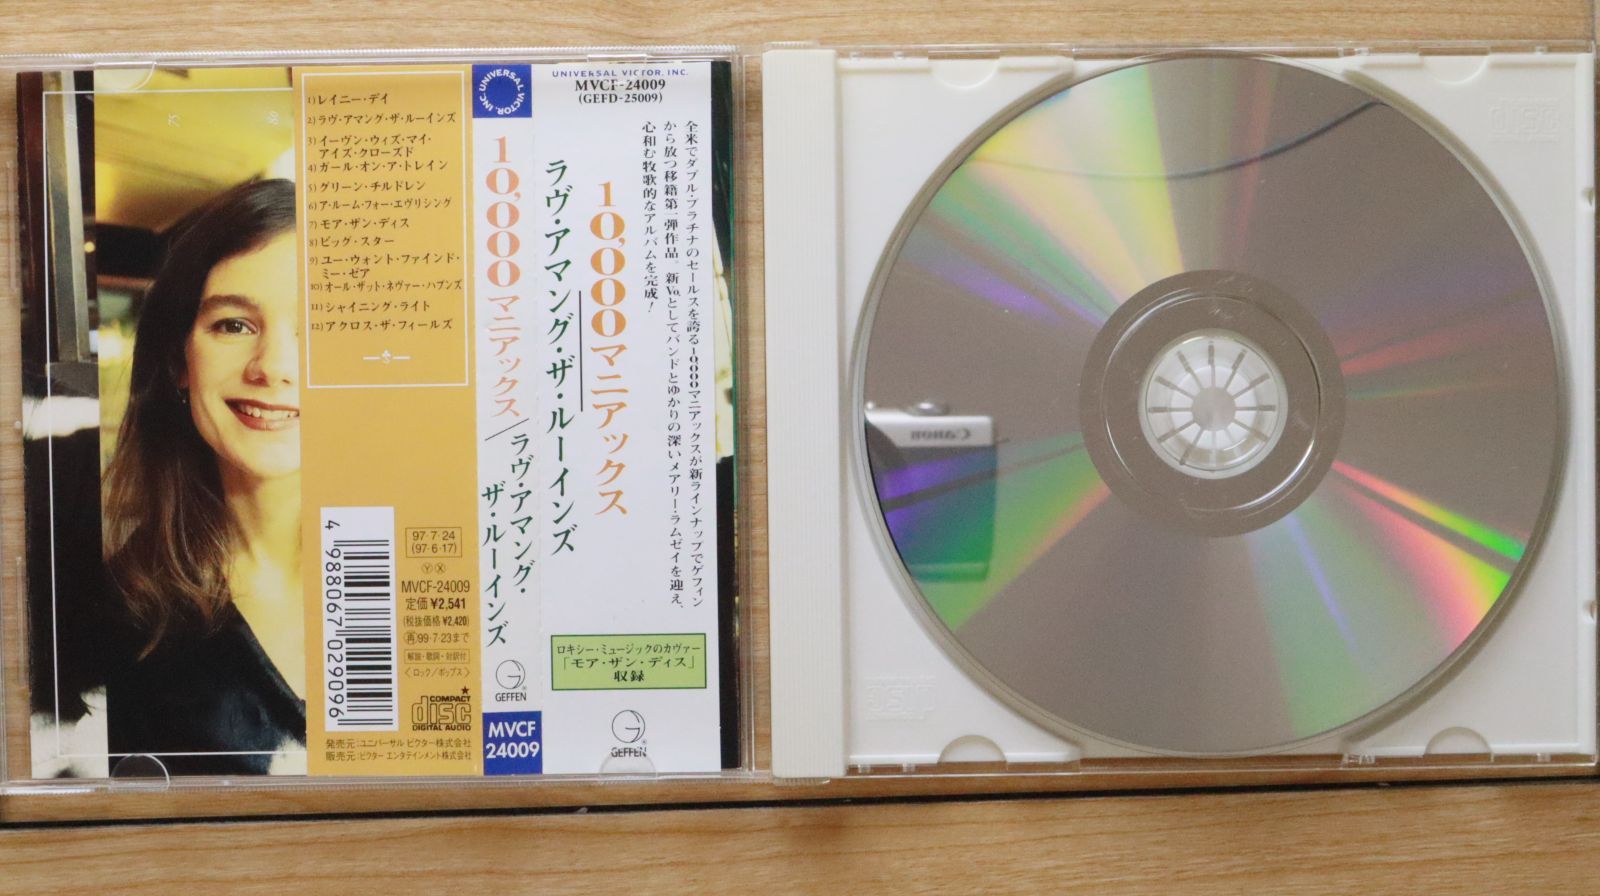 1)レイニー・デイ
2)ラヴ・アマング・ザ・ルーインズ
3)イーヴン・ウィズ・マイ・
アイズ・クローズド
4)ガール・オン・ア・トレイン
5)グリーン・チルドレン
6)ア・ルーム・フォー・エヴリシング
7)モア・ザン・ディス
8)ビッグ・スター
9)ユー・ウォント・ファインド・
ミー・ゼア
10)オール・ザット・ネヴァー・ハプンズ
11)シャイニング・ライト
12)アクロス・ザ・フィールズ
4 988067 029096
97・7・24
(97・6・17)
Ⓨ Ⓧ
MVCF-24009
定価 ¥2,541
(税抜価格 ¥2,420)
㊢99・7・23まで
解説・歌詞・対訳付
〈ロック/ポップス〉
COMPACT
disc
DIGITAL AUDIO
発売元:ユニバーサル ビクター株式会社
販売元:ビクター エンタテインメント株式会社
UNIVERSAL VICTOR, INC.
10,000マニアックス/ラヴ・アマング・
ザ・ルーインズ
GEFFEN
MVCF
24009
UNIVERSAL VICTOR, INC.
MVCF-24009
(GEFD-25009)
全米でダブル・プラチナのセールスを誇る10,000マニアックスが新ラインナップでゲフィン
から放つ移籍第一弾作品。新Vo.としてバンドとゆかりの深いメアリー・ラムゼイを迎え、
心和む牧歌的なアルバムを完成!
10,000マニアックス
ラヴ・アマング・ザ・ルーインズ
ロキシー・ミュージックのカヴァー
「モア・ザン・ディス」
収録
GEFFEN
Canon